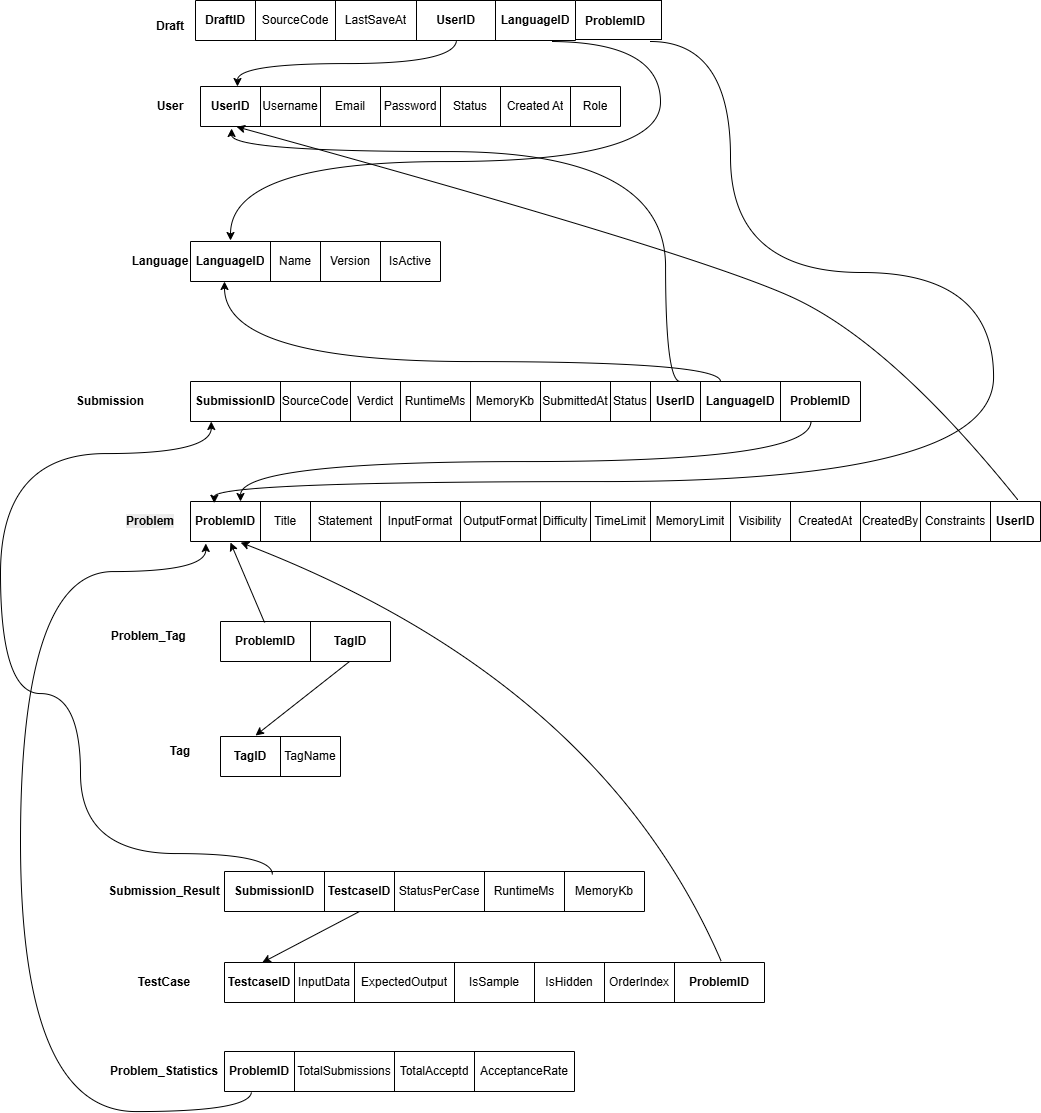 Draft DraftID SourceCode LastSaveAt UserID LanguageID ProblemID
User UserID Username Email Password Status Created At Role
Language LanguageID Name Version IsActive
Submission SubmissionID SourceCode Verdict RuntimeMs MemoryKb SubmittedAt Status UserID LanguageID ProblemID
Problem ProblemID Title Statement InputFormat OutputFormat Difficulty TimeLimit MemoryLimit Visibility CreatedAt CreatedBy Constraints UserID
Problem_Tag ProblemID TagID
Tag TagID TagName
Submission_Result SubmissionID TestcaseID StatusPerCase RuntimeMs MemoryKb
TestCase TestcaseID InputData ExpectedOutput IsSample IsHidden OrderIndex ProblemID
Problem_Statistics ProblemID TotalSubmissions TotalAcceptd AcceptanceRate